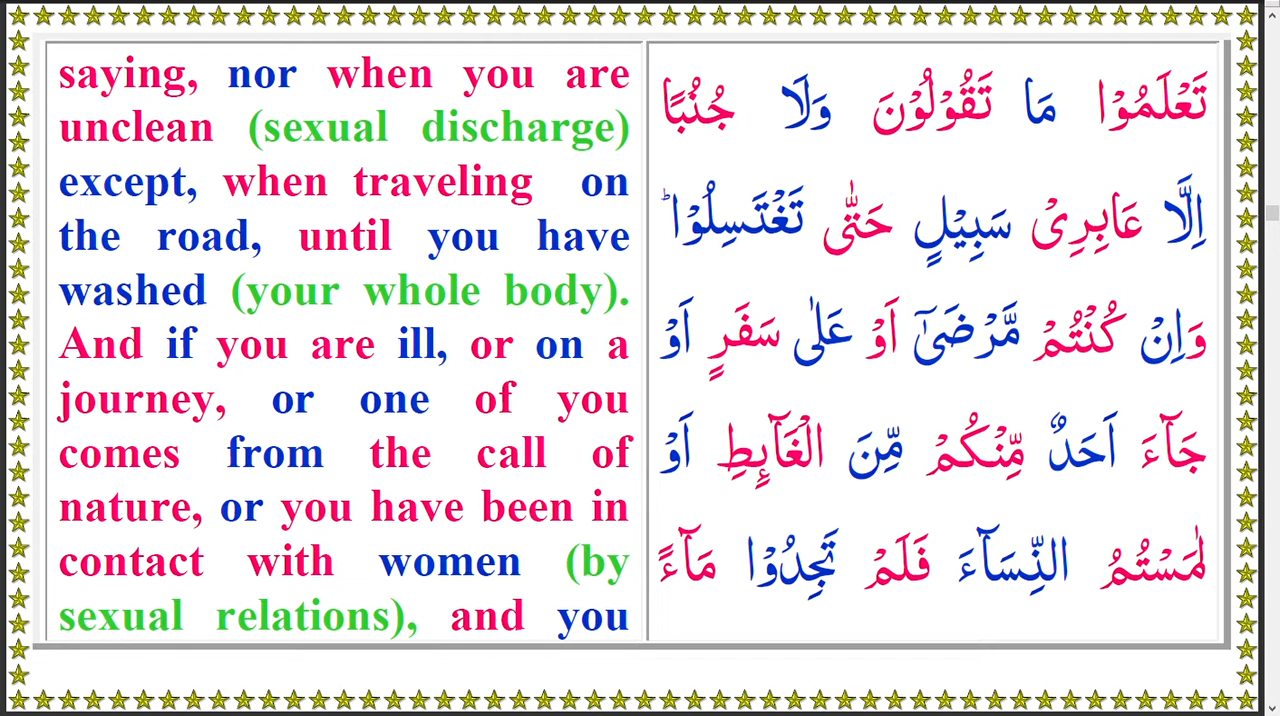 saying, nor when you are
unclean (sexual discharge)
except, when traveling on
the road, until you have
washed (your whole body).
And if you are ill, or on a
journey, or one of you
comes from the call of
nature, or you have been in
contact with women (by
sexual relations), and you
تَعْلَمُوْا مَا تَقُوْلُوْنَ وَلَا جُنُبًا
اِلَّا عَابِرِىْ سَبِيْلٍ حَتّٰى تَغْتَسِلُوْا ؕ
وَاِنْ كُنْتُمْ مَّرْضَىٰٓ اَوْ عَلٰى سَفَرٍ اَوْ
جَآءَ اَحَدٌ مِّنْكُمْ مِّنَ الْغَآىِٕطِ اَوْ
لٰمَسْتُمُ النِّسَآءَ فَلَمْ تَجِدُوْا مَآءً